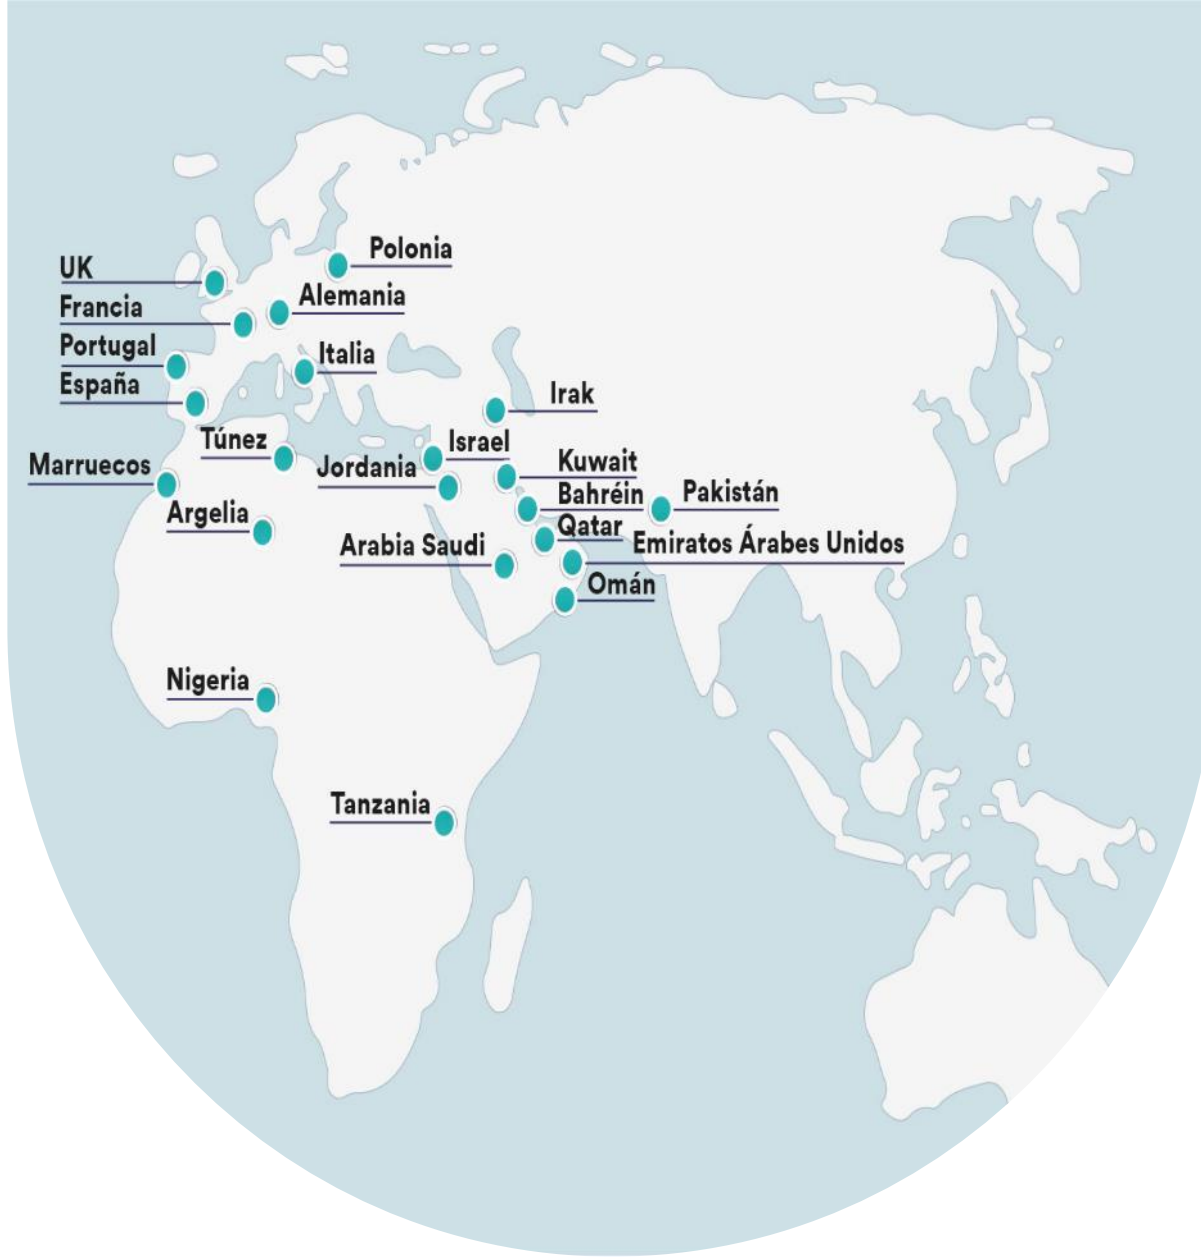 Polonia
UK
Alemania
Francia
Portugal
Italia
España
Irak
Túnez
Israel
Marruecos
Jordania
Kuwait
Bahréin
Pakistán
Argelia
Qatar
Arabia Saudi
Emiratos Árabes Unidos
Omán
Nigeria
Tanzania